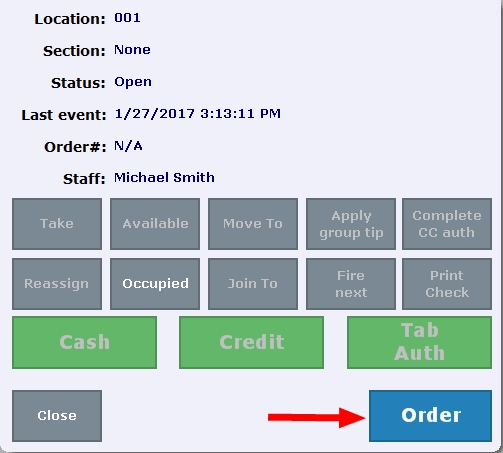 Location: 001
Section: None
Status: Open
Last event: 1/27/2017 3:13:11 PM
Order#: N/A
Staff: Michael Smith
Take Available Move To Apply group tip Complete CC auth
Reassign Occupied Join To Fire next Print Check
Cash Credit Tab Auth
Close Order